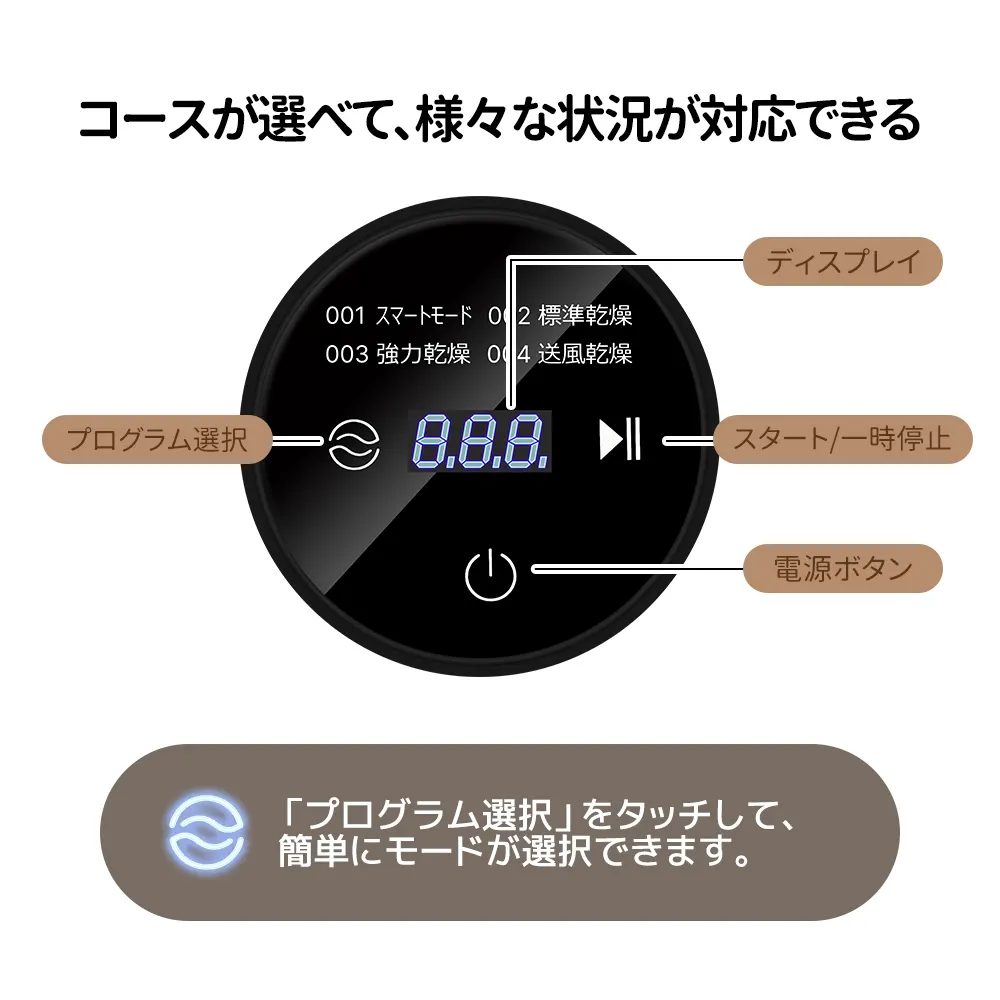 コースが選べて、様々な状況が対応できる
ディスプレイ
001 スマートモード 002 標準乾燥
003 強力乾燥 004 送風乾燥
プログラム選択
8.8.8.
スタート/一時停止
電源ボタン
「プログラム選択」をタッチして、
簡単にモードが選択できます。